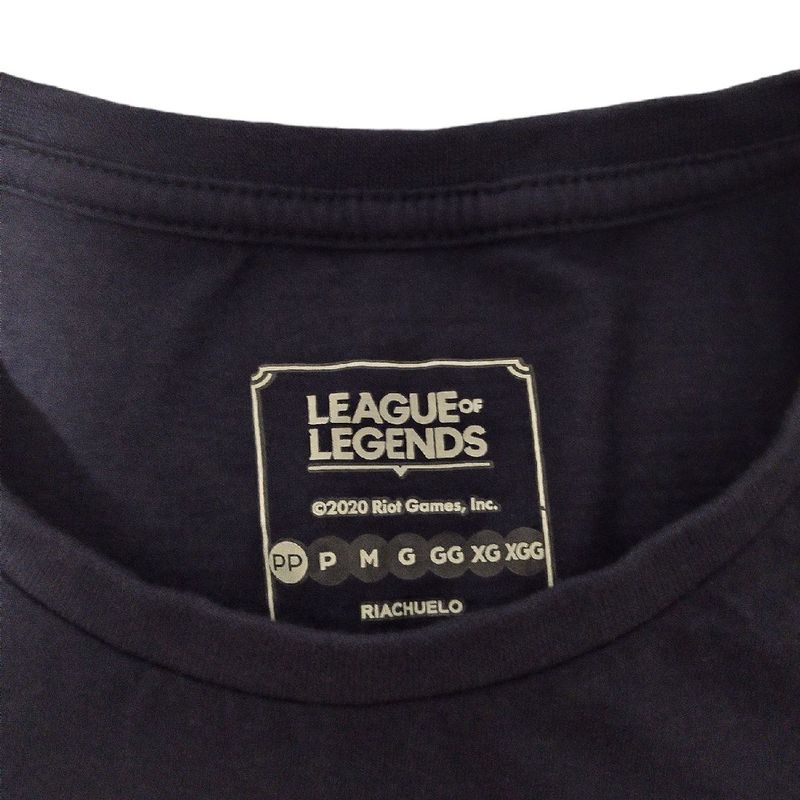 LEAGUE OF
LEGENDS
©2020 Riot Games, Inc.
PP P M G GG XG XGG
RIACHUELO